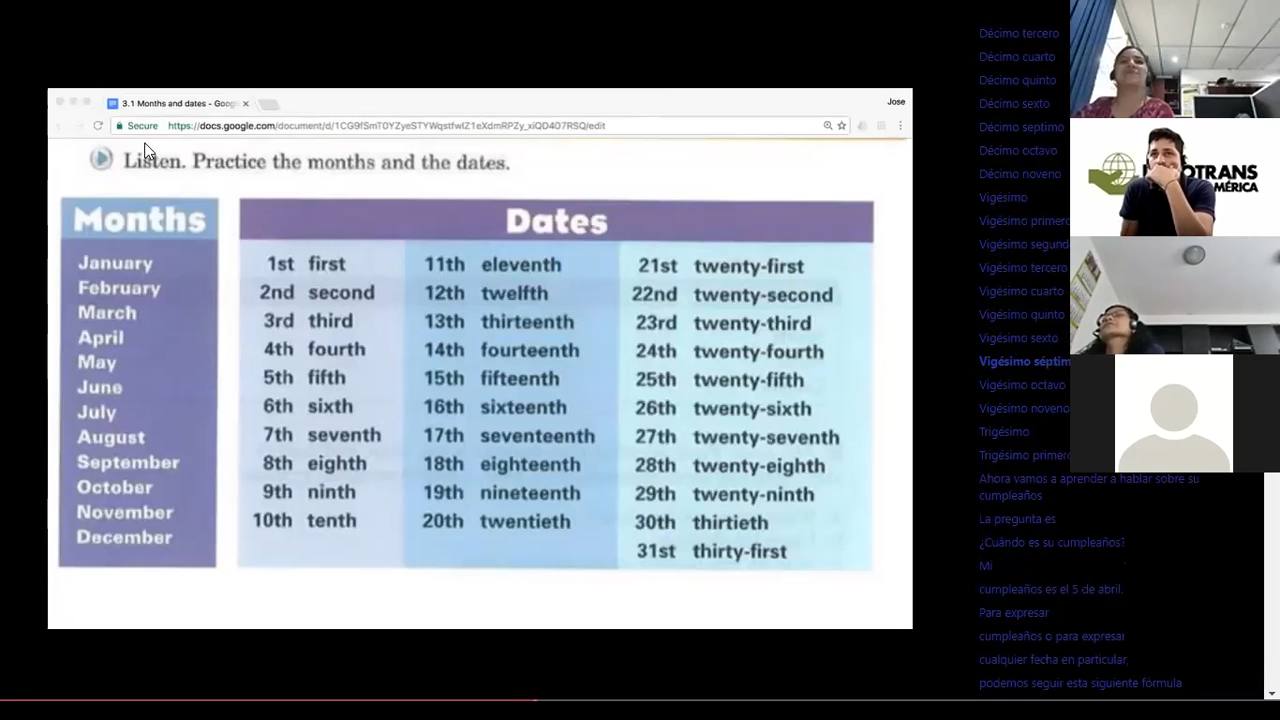 3.1 Months and dates - Goog
Jose
Secure https://docs.google.com/document/d/1CG9fSmT0YZyeSTYWqstfwIZ1eXdmRPZy_xiQD407RSQ/edit
Listen. Practice the months and the dates.
Months
January
February
March
April
May
June
July
August
September
October
November
December
Dates
1st first
2nd second
3rd third
4th fourth
5th fifth
6th sixth
7th seventh
8th eighth
9th ninth
10th tenth
11th eleventh
12th twelfth
13th thirteenth
14th fourteenth
15th fifteenth
16th sixteenth
17th seventeenth
18th eighteenth
19th nineteenth
20th twentieth
21st twenty-first
22nd twenty-second
23rd twenty-third
24th twenty-fourth
25th twenty-fifth
26th twenty-sixth
27th twenty-seventh
28th twenty-eighth
29th twenty-ninth
30th thirtieth
31st thirty-first
Décimo tercero
Décimo cuarto
Décimo quinto
Décimo sexto
Décimo septimo
Décimo octavo
Décimo noveno
Vigésimo
Vigésimo primero
Vigésimo segund
Vigésimo tercero
Vigésimo cuarto
Vigésimo quinto
Vigésimo sexto
Vigésimo séptim
Vigésimo octavo
Vigésimo noveno
Trigésimo
Trigésimo primero
Ahora vamos a aprender a hablar sobre su
cumpleaños
La pregunta es
¿Cuándo es su cumpleaños?
Mi
cumpleaños es el 5 de abril.
Para expresar
cumpleaños o para expresar
cualquier fecha en particular,
podemos seguir esta siguiente fórmula